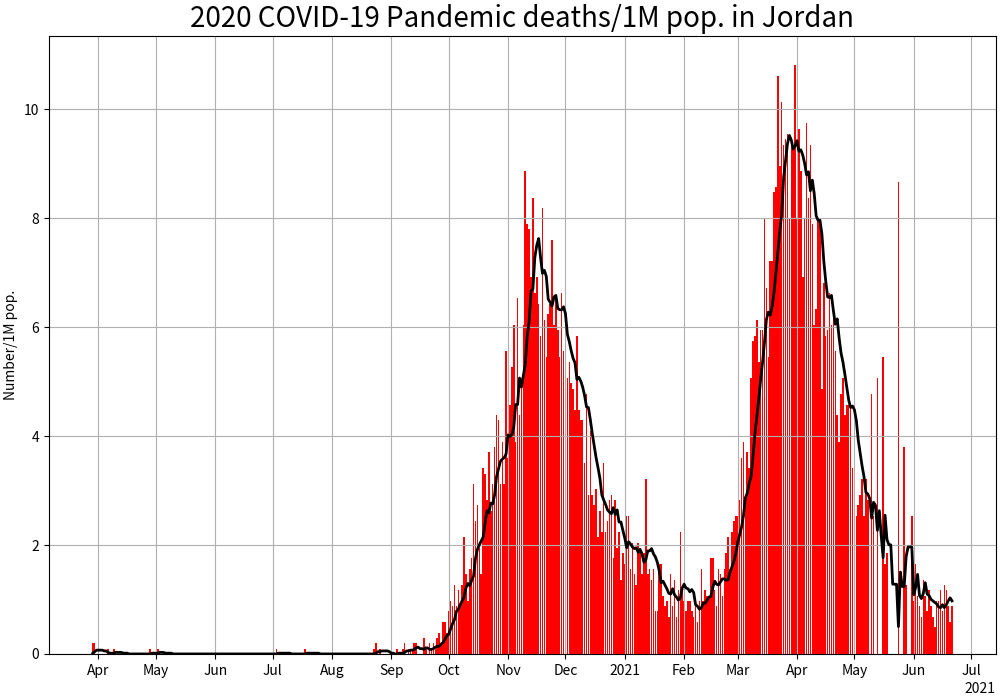 2020 COVID-19 Pandemic deaths/1M pop. in Jordan
Number/1M pop.
10
8
6
4
2
0
Apr May Jun Jul Aug Sep Oct Nov Dec 2021 Feb Mar Apr May Jun Jul
2021